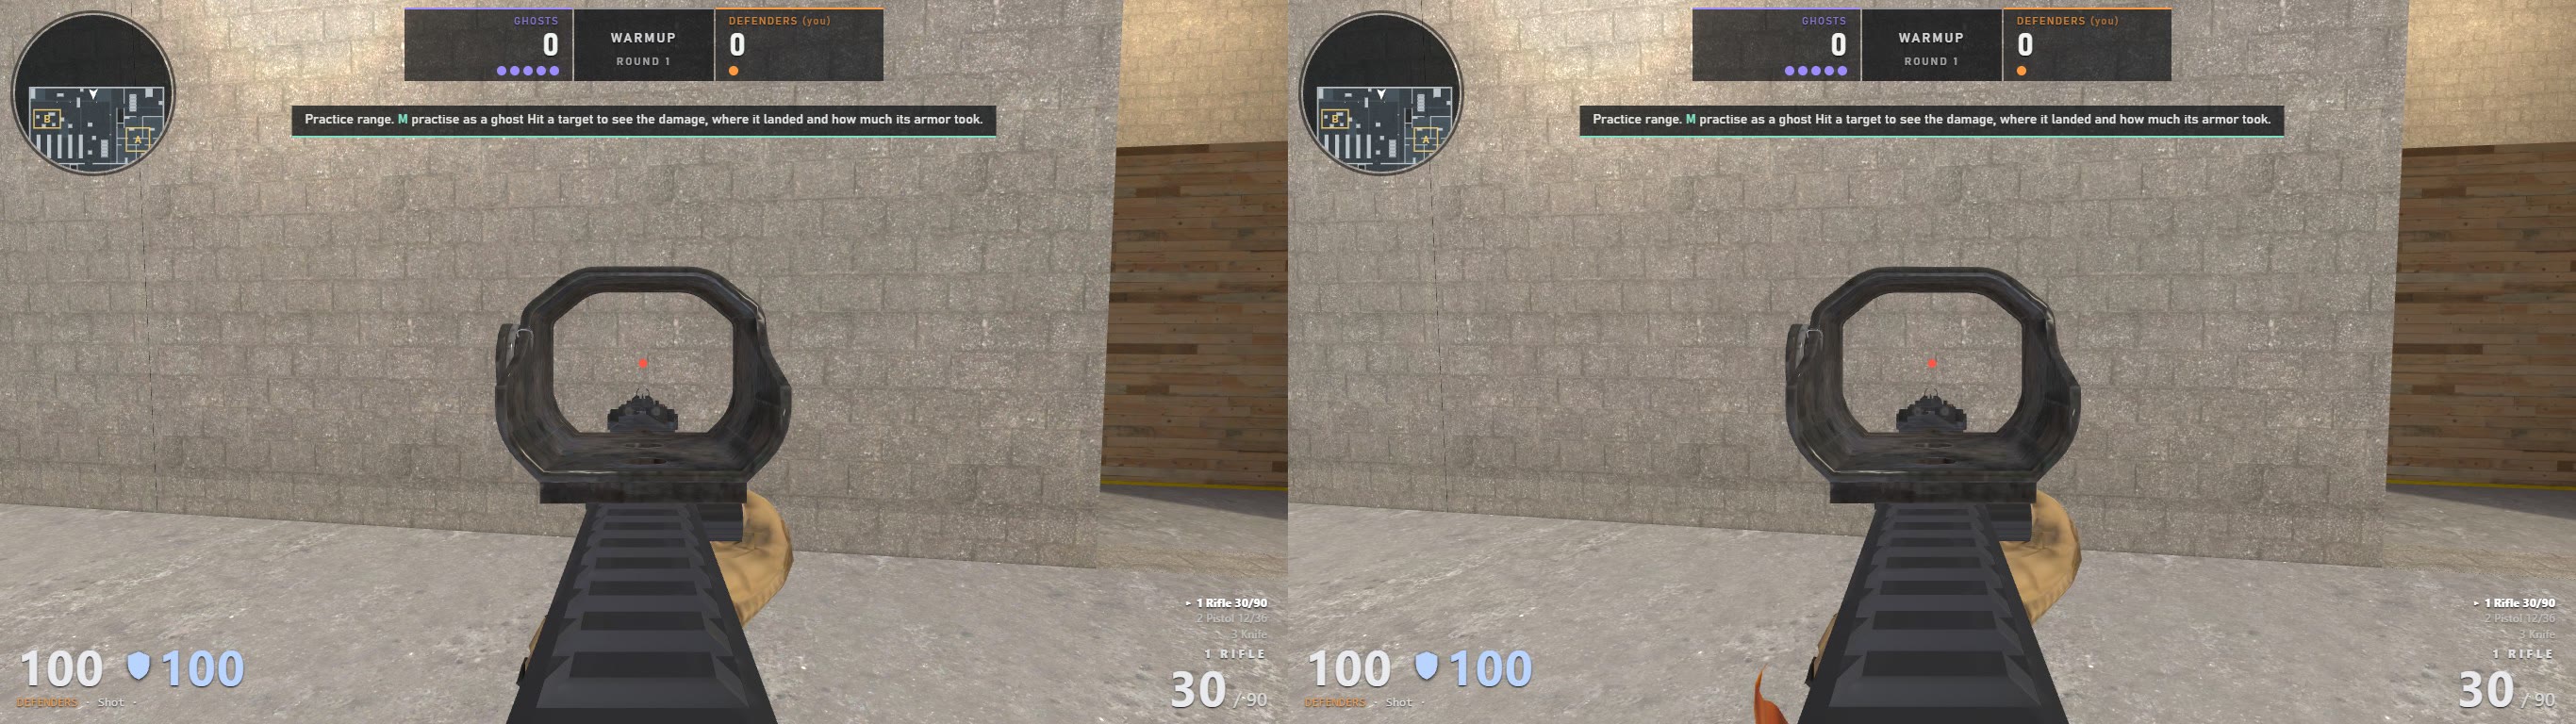 GHOSTS
0
WARMUP
ROUND 1
DEFENDERS (you)
0
Practice range. M practise as a ghost Hit a target to see the damage, where it landed and how much its armor took.
B
A
1 Rifle 30/90
2 Pistol 12/36
3 Knife
1 RIFLE
30 / 90
100 100
DEFENDERS - Shot -
GHOSTS
0
WARMUP
ROUND 1
DEFENDERS (you)
0
Practice range. M practise as a ghost Hit a target to see the damage, where it landed and how much its armor took.
B
A
1 Rifle 30/90
2 Pistol 12/36
3 Knife
1 RIFLE
30 / 90
100 100
DEFENDERS - Shot -